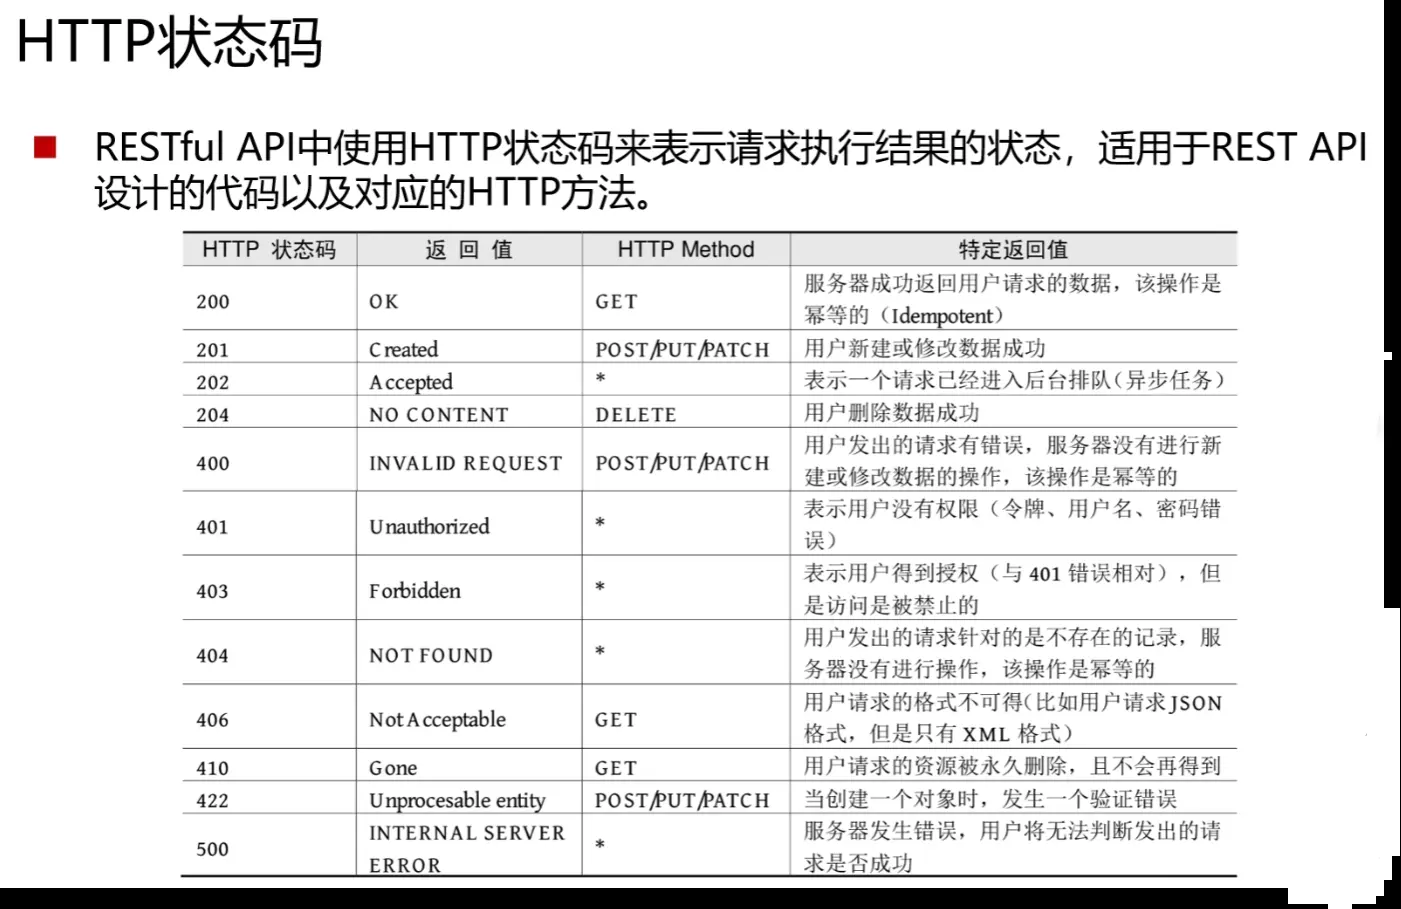 HTTP状态码
RESTful API中使用HTTP状态码来表示请求执行结果的状态，适用于REST API
设计的代码以及对应的HTTP方法。
HTTP 状态码 返 回 值 HTTP Method 特定返回值
200 OK GET 服务器成功返回用户请求的数据，该操作是
幂等的（Idempotent）
201 Created POST/PUT/PATCH 用户新建或修改数据成功
202 Accepted * 表示一个请求已经进入后台排队（异步任务）
204 NO CONTENT DELETE 用户删除数据成功
400 INVALID REQUEST POST/PUT/PATCH 用户发出的请求有错误，服务器没有进行新
建或修改数据的操作，该操作是幂等的
401 Unauthorized * 表示用户没有权限（令牌、用户名、密码错
误）
403 Forbidden * 表示用户得到授权（与 401 错误相对），但
是访问是被禁止的
404 NOT FOUND * 用户发出的请求针对的是不存在的记录，服
务器没有进行操作，该操作是幂等的
406 Not Acceptable GET 用户请求的格式不可得（比如用户请求 JSON
格式，但是只有 XML 格式）
410 Gone GET 用户请求的资源被永久删除，且不会再得到
422 Unprocesable entity POST/PUT/PATCH 当创建一个对象时，发生一个验证错误
500 INTERNAL SERVER
ERROR * 服务器发生错误，用户将无法判断发出的请
求是否成功